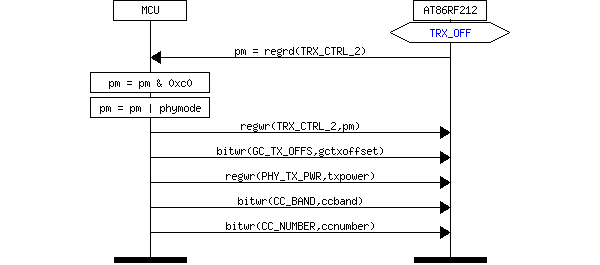 MCU
AT86RF212
TRX_OFF
pm = regrd(TRX_CTRL_2)
pm = pm & 0xc0
pm = pm | phymode
regwr(TRX_CTRL_2,pm)
bitwr(GC_TX_OFFS,gctxoffset)
regwr(PHY_TX_PWR,txpower)
bitwr(CC_BAND,ccband)
bitwr(CC_NUMBER,ccnumber)